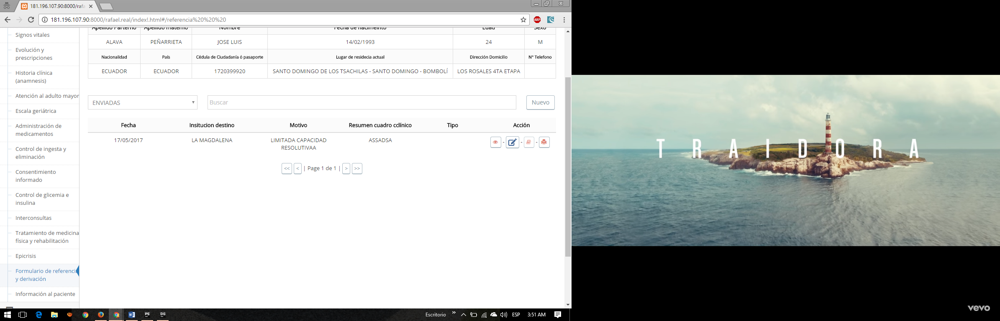 181.196.107.90:8000/rafa
181.196.107.90:8000/rafael.real/index!.html#/referencia%20%20%20
ABP
Signos vitales
Evolución y
prescripciones
Historia clínica
(anamnesis)
Atención al adulto mayor
Escala geriátrica
Administración de
medicamentos
Control de ingesta y
eliminación
Consentimiento
informado
Control de glicemia e
insulina
Interconsultas
Tratamiento de medicina
física y rehabilitación
Epicrisis
Formulario de referencia
y derivación
Información al paciente
Apellido Parterno Apellido materno Nombre Fecha de nacimeinto Edad Sexo
ALAVA PEÑARRIETA JOSE LUIS 14/02/1993 24 M
Nacionalidad País Cédula de Ciudadanía ó pasaporte Lugar de residecia actual Dirección Domicilio N° Telefono
ECUADOR ECUADOR 1720399920 SANTO DOMINGO DE LOS TSACHILAS - SANTO DOMINGO - BOMBOLÍ LOS ROSALES 4TA ETAPA
ENVIADAS Buscar Nuevo
Fecha Insitucion destino Motivo Resumen cuadro cclínico Tipo Acción
17/05/2017 LA MAGDALENA LIMITADA CAPACIDAD ASSADSA - - -
RESOLUTIVAA
<< < | Page 1 de 1 | > >>
PS DG Escritorio » ESP 3:51 AM
TRAIDORA
vevo